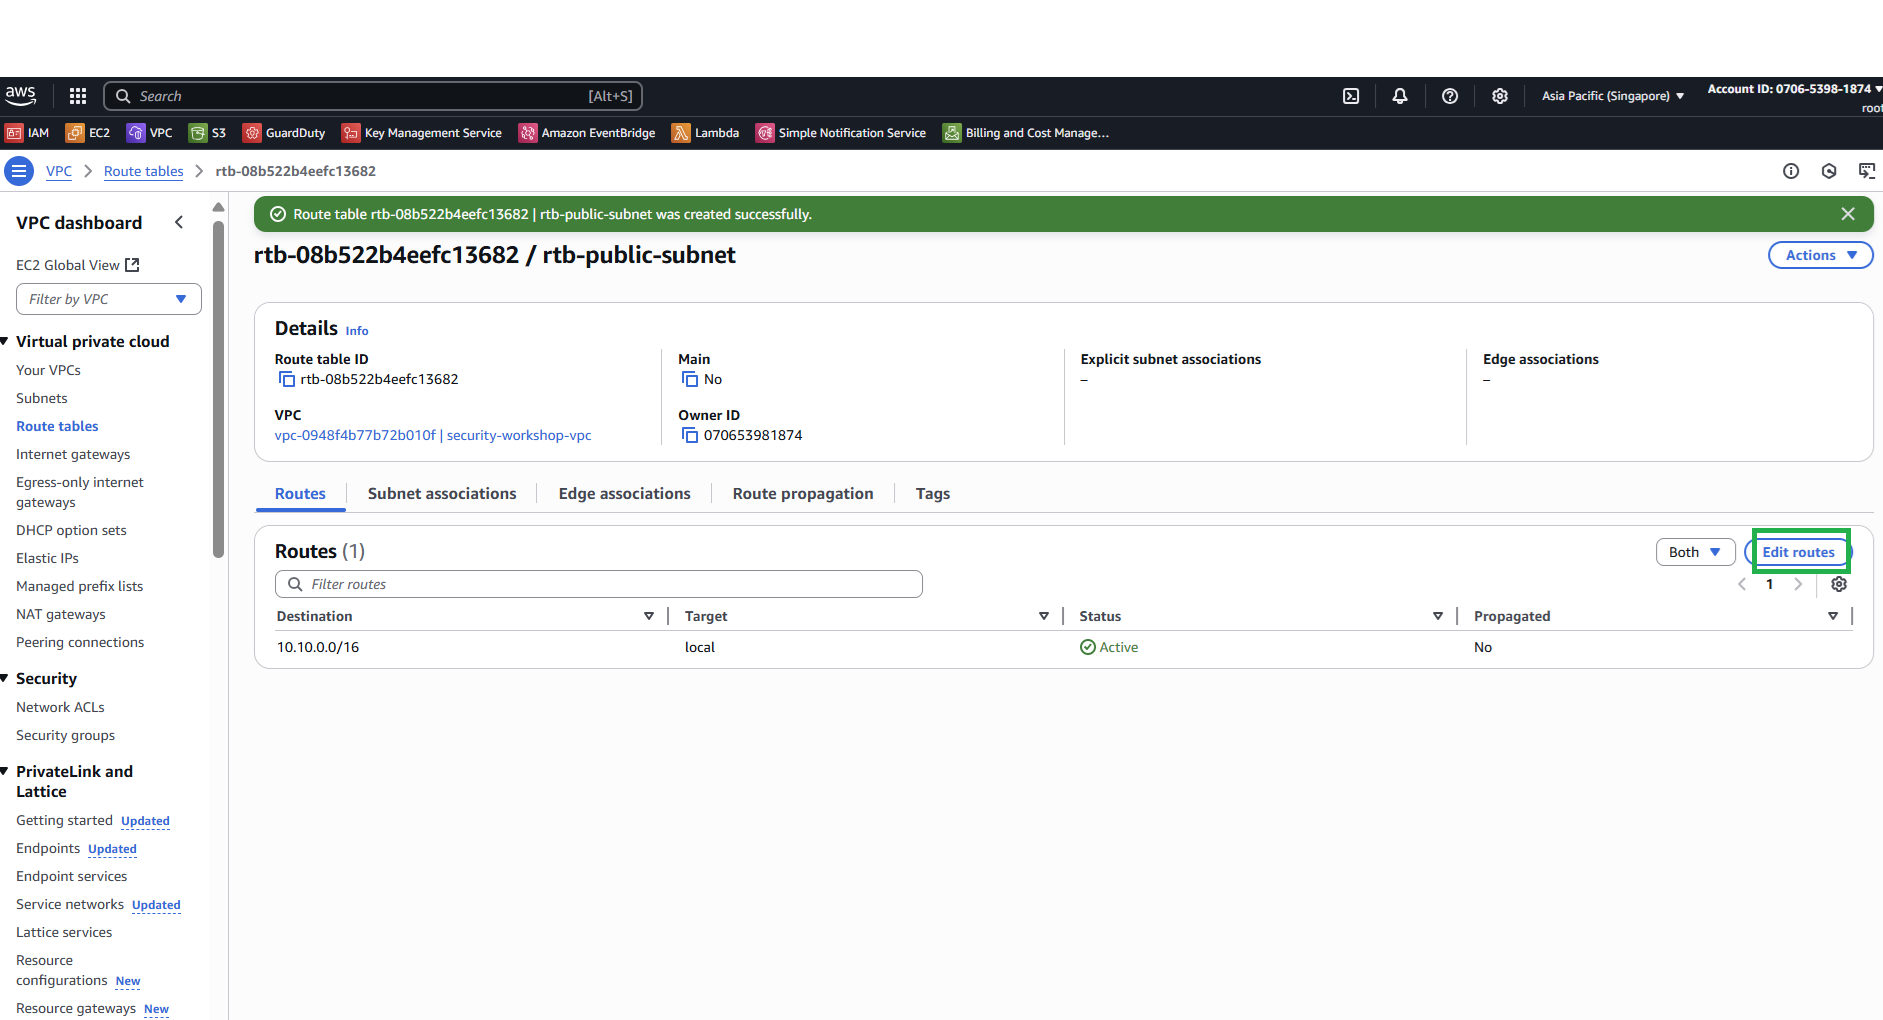 aws
Search [Alt+S]
Asia Pacific (Singapore)
Account ID: 0706-5398-1874
IAM EC2 VPC S3 GuardDuty Key Management Service Amazon EventBridge Lambda Simple Notification Service Billing and Cost Manage...
VPC Route tables rtb-08b522b4eefc13682
VPC dashboard
EC2 Global View
Filter by VPC
Virtual private cloud
Your VPCs
Subnets
Route tables
Internet gateways
Egress-only internet
gateways
DHCP option sets
Elastic IPs
Managed prefix lists
NAT gateways
Peering connections
Security
Network ACLs
Security groups
PrivateLink and
Lattice
Getting started Updated
Endpoints Updated
Endpoint services
Service networks Updated
Lattice services
Resource
configurations New
Resource gateways New
Route table rtb-08b522b4eefc13682 | rtb-public-subnet was created successfully.
rtb-08b522b4eefc13682 / rtb-public-subnet
Actions
Details Info
Route table ID
rtb-08b522b4eefc13682
Main
No
Explicit subnet associations
–
Edge associations
–
VPC
vpc-0948f4b77b72b010f | security-workshop-vpc
Owner ID
070653981874
Routes Subnet associations Edge associations Route propagation Tags
Routes (1)
Both
Edit routes
Filter routes
1
Destination Target Status Propagated
10.10.0.0/16 local Active No